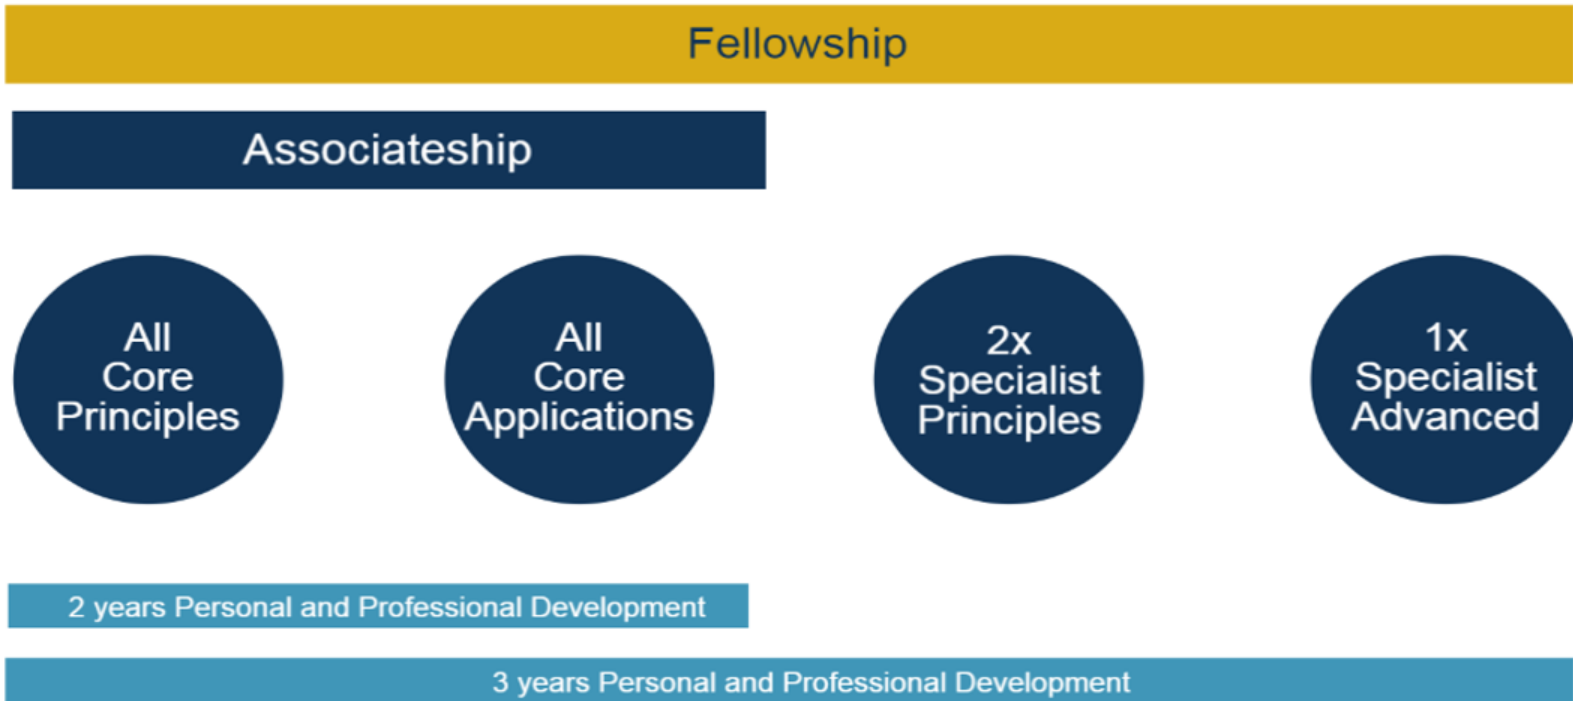 Fellowship
Associateship
All
Core
Principles
All
Core
Applications
2x
Specialist
Principles
1x
Specialist
Advanced
2 years Personal and Professional Development
3 years Personal and Professional Development